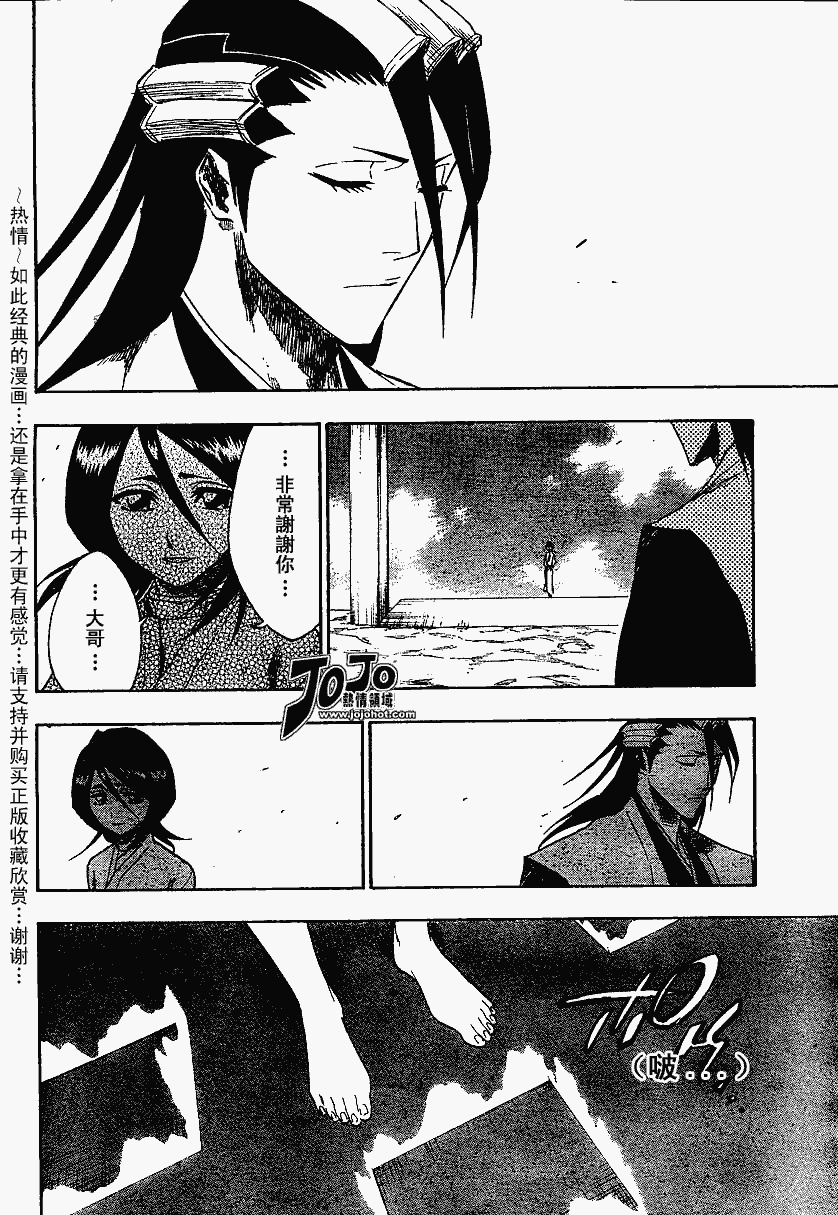 …非常謝謝你…
…大哥…
JOJO
熱情領域
www.jojohot.com
ポウ
(啵...)
~热情~如此经典的漫画…还是拿在手中才更有感觉…请支持并购买正版收藏欣赏…谢谢…